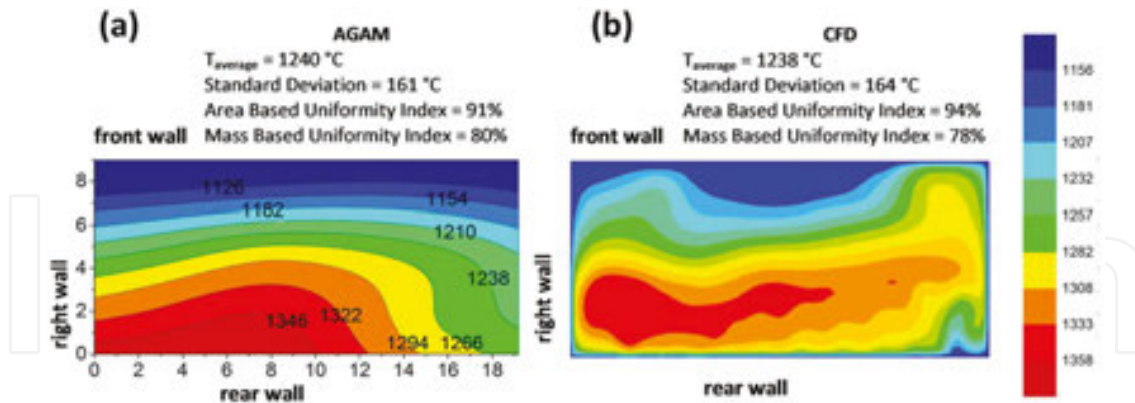 (a)
AGAM
T average = 1240 °C
Standard Deviation = 161 °C
Area Based Uniformity Index = 91%
Mass Based Uniformity Index = 80%
front wall
8
6
4
2
0
right wall
1126
1154
1182
1210
1238
1346
1322
1294
1266
0 2 4 6 8 10 12 14 16 18
rear wall
(b)
CFD
T average = 1238 °C
Standard Deviation = 164 °C
Area Based Uniformity Index = 94%
Mass Based Uniformity Index = 78%
front wall
right wall
rear wall
1156
1181
1207
1232
1257
1282
1308
1333
1358